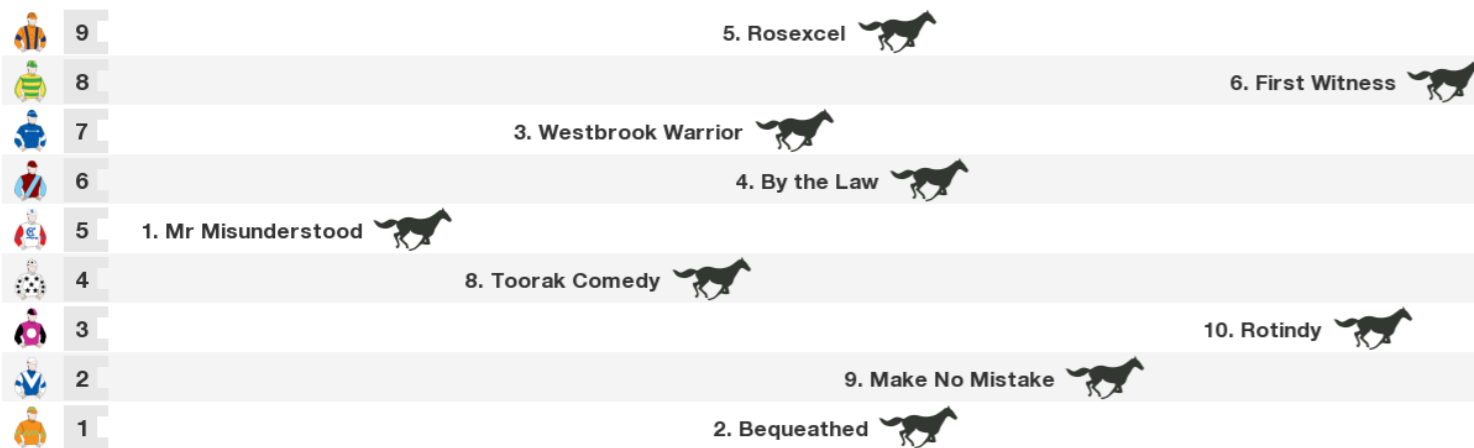 9 5. Rosexcel
8 6. First Witness
7 3. Westbrook Warrior
6 4. By the Law
5 1. Mr Misunderstood
4 8. Toorak Comedy
3 10. Rotindy
2 9. Make No Mistake
1 2. Bequeathed